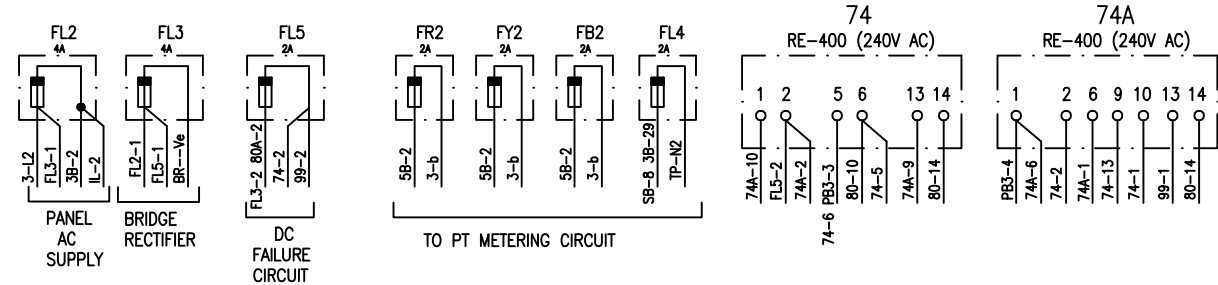 FL2
4A
FL3
4A
FL5
2A
FR2
2A
FY2
2A
FB2
2A
FL4
2A
74
RE-400 (240V AC)
74A
RE-400 (240V AC)
1 2 5 6 13 14
1 2 6 9 10 13 14
3-L2
FL3-1
3B-2
IL-2
FL2-1
FL5-1
BR--Ve
FL3-2 80A-2
74-2
99-2
5B-2
3-b
5B-2
3-b
5B-2
3-b
SB-8 3B-29
TP-N2
74A-10
FL5-2
74A-2
74-6 PB3-3
80-10
74-5
74A-9
80-14
PB3-4
74A-6
74-2
74A-1
74-13
74-1
99-1
80-14
PANEL
AC
SUPPLY
BRIDGE
RECTIFIER
DC
FAILURE
CIRCUIT
TO PT METERING CIRCUIT